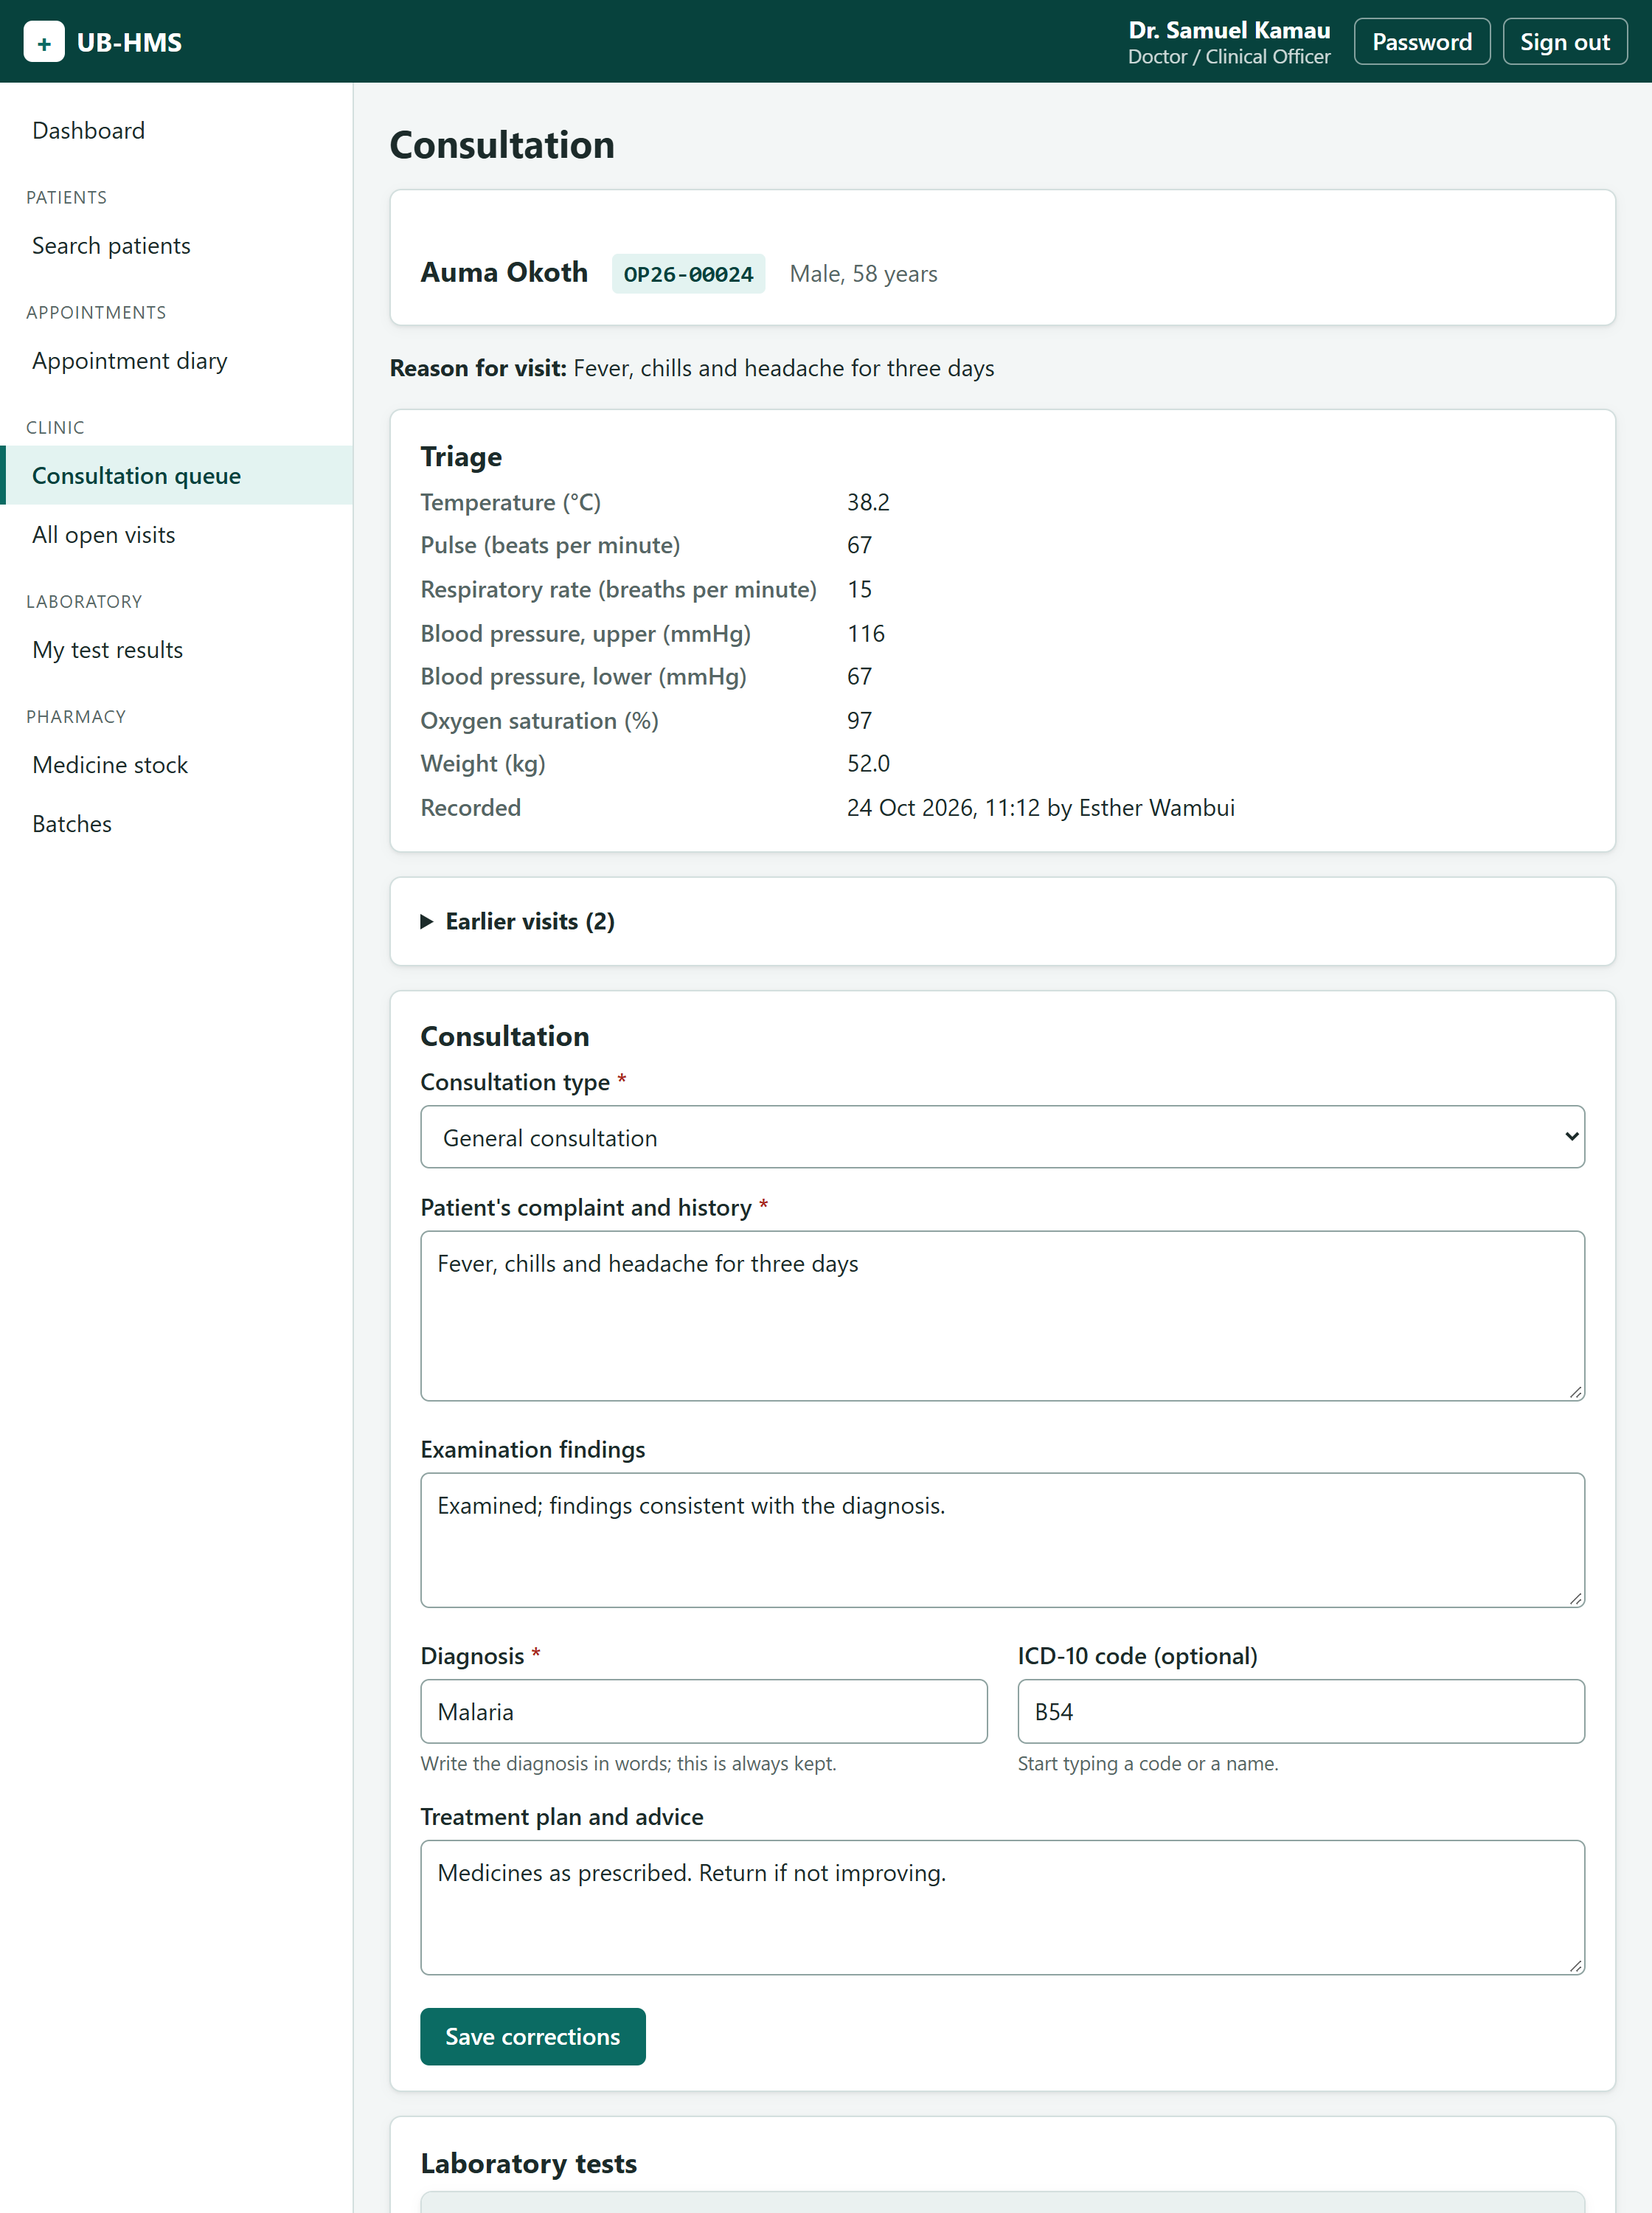 + UB-HMS
Dr. Samuel Kamau
Doctor / Clinical Officer
Password
Sign out
Dashboard
PATIENTS
Search patients
APPOINTMENTS
Appointment diary
CLINIC
Consultation queue
All open visits
LABORATORY
My test results
PHARMACY
Medicine stock
Batches
Consultation
Auma Okoth OP26-00024 Male, 58 years
Reason for visit: Fever, chills and headache for three days
Triage
Temperature (°C) 38.2
Pulse (beats per minute) 67
Respiratory rate (breaths per minute) 15
Blood pressure, upper (mmHg) 116
Blood pressure, lower (mmHg) 67
Oxygen saturation (%) 97
Weight (kg) 52.0
Recorded 24 Oct 2026, 11:12 by Esther Wambui
Earlier visits (2)
Consultation
Consultation type *
General consultation
Patient's complaint and history *
Fever, chills and headache for three days
Examination findings
Examined; findings consistent with the diagnosis.
Diagnosis *
Malaria
Write the diagnosis in words; this is always kept.
ICD-10 code (optional)
B54
Start typing a code or a name.
Treatment plan and advice
Medicines as prescribed. Return if not improving.
Save corrections
Laboratory tests